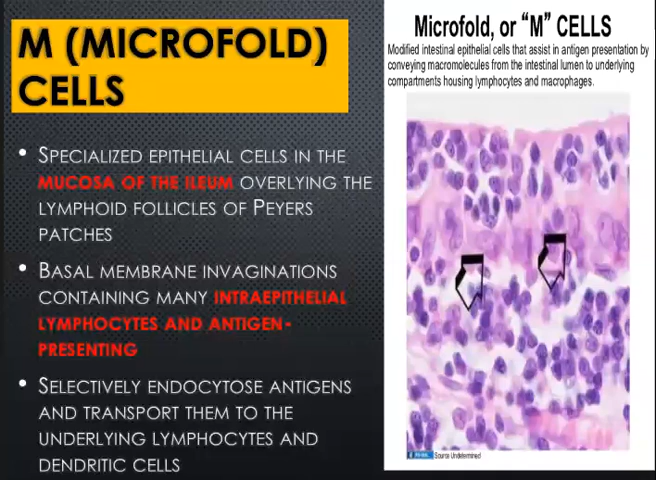 M (MICROFOLD)
CELLS
• SPECIALIZED EPITHELIAL CELLS IN THE
MUCOSA OF THE ILEUM OVERLYING THE
LYMPHOID FOLLICLES OF PEYERS
PATCHES
• BASAL MEMBRANE INVAGINATIONS
CONTAINING MANY INTRAEPITHELIAL
LYMPHOCYTES AND ANTIGEN-
PRESENTING
• SELECTIVELY ENDOCYTOSE ANTIGENS
AND TRANSPORT THEM TO THE
UNDERLYING LYMPHOCYTES AND
DENDRITIC CELLS
Microfold, or “M” CELLS
Modified intestinal epithelial cells that assist in antigen presentation by
conveying macromolecules from the intestinal lumen to underlying
compartments housing lymphocytes and macrophages.
Source Undetermined